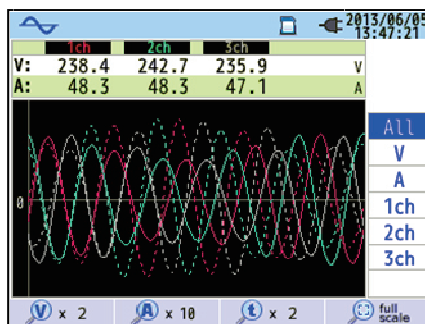 2013/06/05
13:47:21
1ch 2ch 3ch
V: 238.4 242.7 235.9 V
A: 48.3 48.3 47.1 A
0
All
V
A
1ch
2ch
3ch
V x 2 A x 10 t x 2 full scale